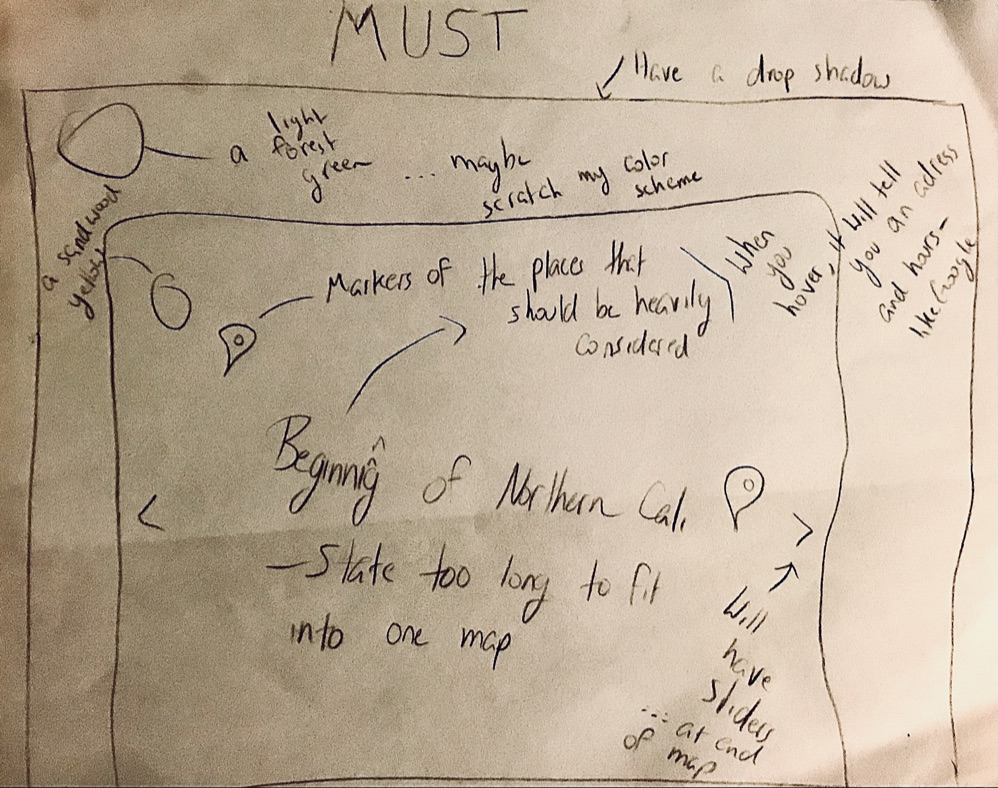 MUST
Have a drop shadow
a light
forest
green ... maybe
scratch my color
scheme
a sandwood
yellow
Markers of the places that
should be heavily
considered
When
you
hover, it will tell
you an adress
and hours-
like Google
Beginnig of Northern Cal.
- State too long to fit
into one map
< >
Will
have
sliders
... at end
of map